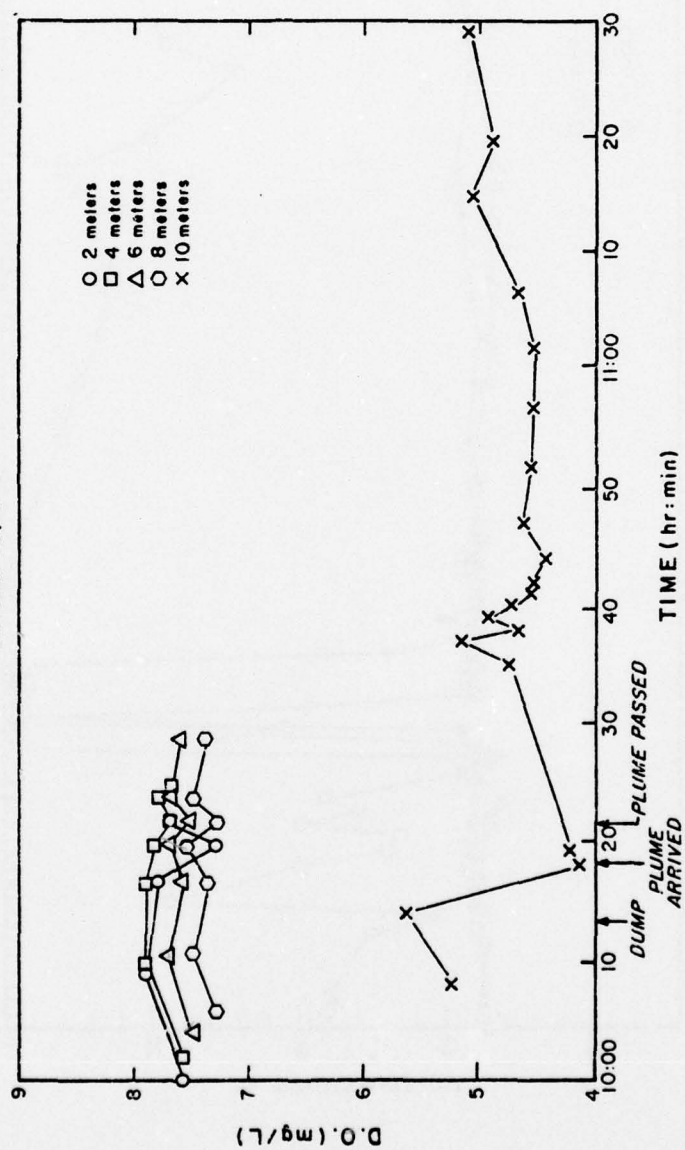 9
8
7
6
5
4
D.O. (mg/L)
○ 2 meters
□ 4 meters
△ 6 meters
⬡ 8 meters
× 10 meters
10:00
10
20
30
40
50
11:00
10
20
30
TIME (hr:min)
DUMP
PLUME
ARRIVED
PLUME PASSED